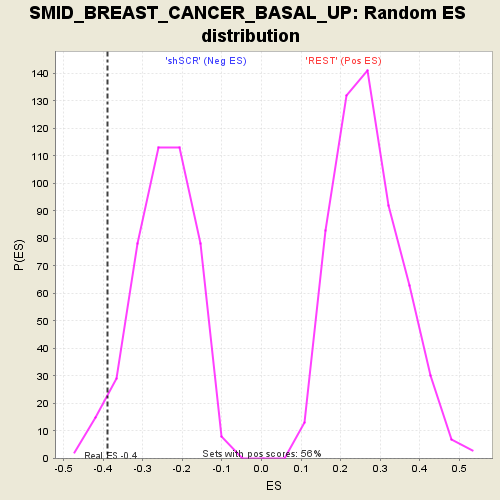 SMID_BREAST_CANCER_BASAL_UP: Random ES
distribution
'shSCR' (Neg ES)
'REST' (Pos ES)
140
130
120
110
100
90
80
70
60
50
40
30
20
10
0
P(ES)
Real ES -0.4
Sets with pos scores: 56%
-0.5 -0.4 -0.3 -0.2 -0.1 0.0 0.1 0.2 0.3 0.4 0.5
ES